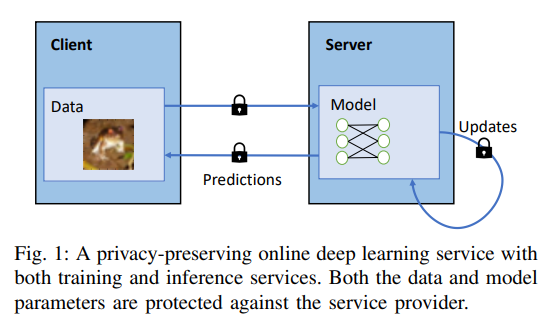 Client
Server
Data
Model
Updates
Predictions
Fig. 1: A privacy-preserving online deep learning service with
both training and inference services. Both the data and model
parameters are protected against the service provider.